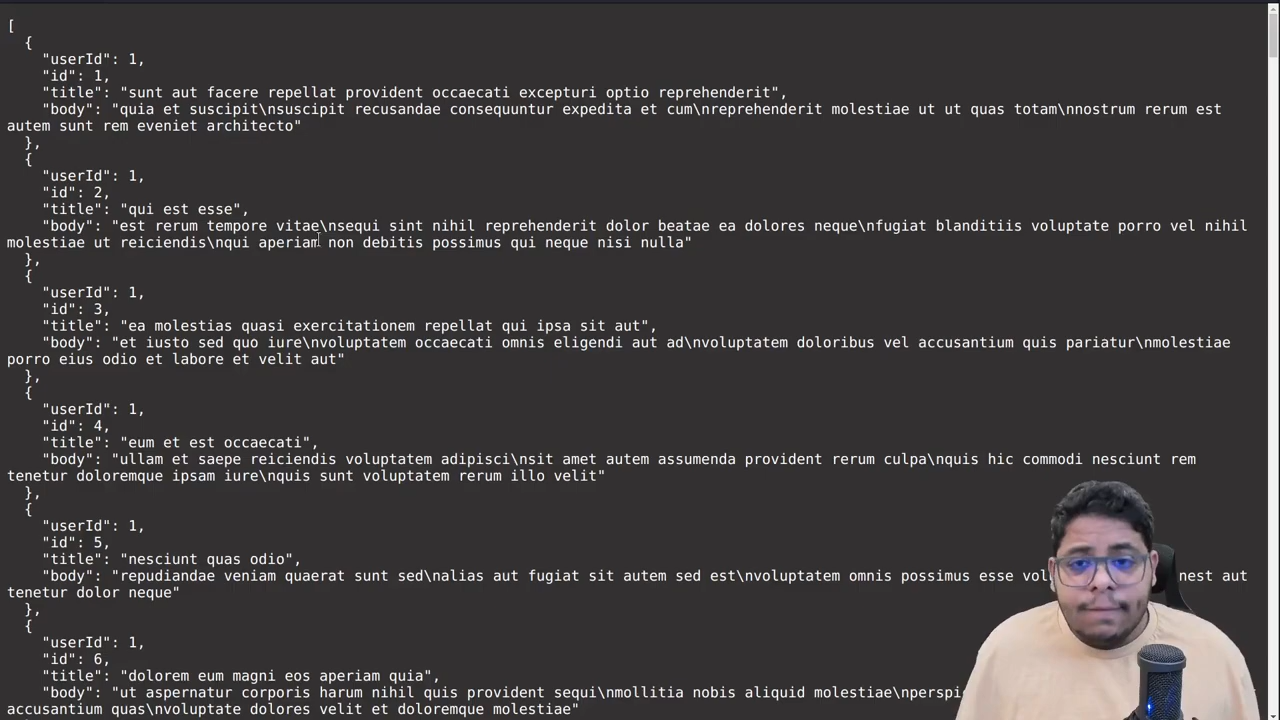 [
  {
    "userId": 1,
    "id": 1,
    "title": "sunt aut facere repellat provident occaecati excepturi optio reprehenderit",
    "body": "quia et suscipit\nsuscipit recusandae consequuntur expedita et cum\nreprehenderit molestiae ut ut quas totam\nnostrum rerum est
autem sunt rem eveniet architecto"
  },
  {
    "userId": 1,
    "id": 2,
    "title": "qui est esse",
    "body": "est rerum tempore vitae\nsequi sint nihil reprehenderit dolor beatae ea dolores neque\nfugiat blanditiis voluptate porro vel nihil
molestiae ut reiciendis\nqui aperiam non debitis possimus qui neque nisi nulla"
  },
  {
    "userId": 1,
    "id": 3,
    "title": "ea molestias quasi exercitationem repellat qui ipsa sit aut",
    "body": "et iusto sed quo iure\nvoluptatem occaecati omnis eligendi aut ad\nvoluptatem doloribus vel accusantium quis pariatur\nmolestiae
porro eius odio et labore et velit aut"
  },
  {
    "userId": 1,
    "id": 4,
    "title": "eum et est occaecati",
    "body": "ullam et saepe reiciendis voluptatem adipisci\nsit amet autem assumenda provident rerum culpa\nquis hic commodi nesciunt rem
tenetur doloremque ipsam iure\nquis sunt voluptatem rerum illo velit"
  },
  {
    "userId": 1,
    "id": 5,
    "title": "nesciunt quas odio",
    "body": "repudiandae veniam quaerat sunt sed\nalias aut fugiat sit autem sed est\nvoluptatem omnis possimus esse nest aut
tenetur dolor neque"
  },
  {
    "userId": 1,
    "id": 6,
    "title": "dolorem eum magni eos aperiam quia",
    "body": "ut aspernatur corporis harum nihil quis provident sequi\nmollitia nobis aliquid molestiae
accusantium quas\nvoluptate dolores velit et doloremque molestiae"